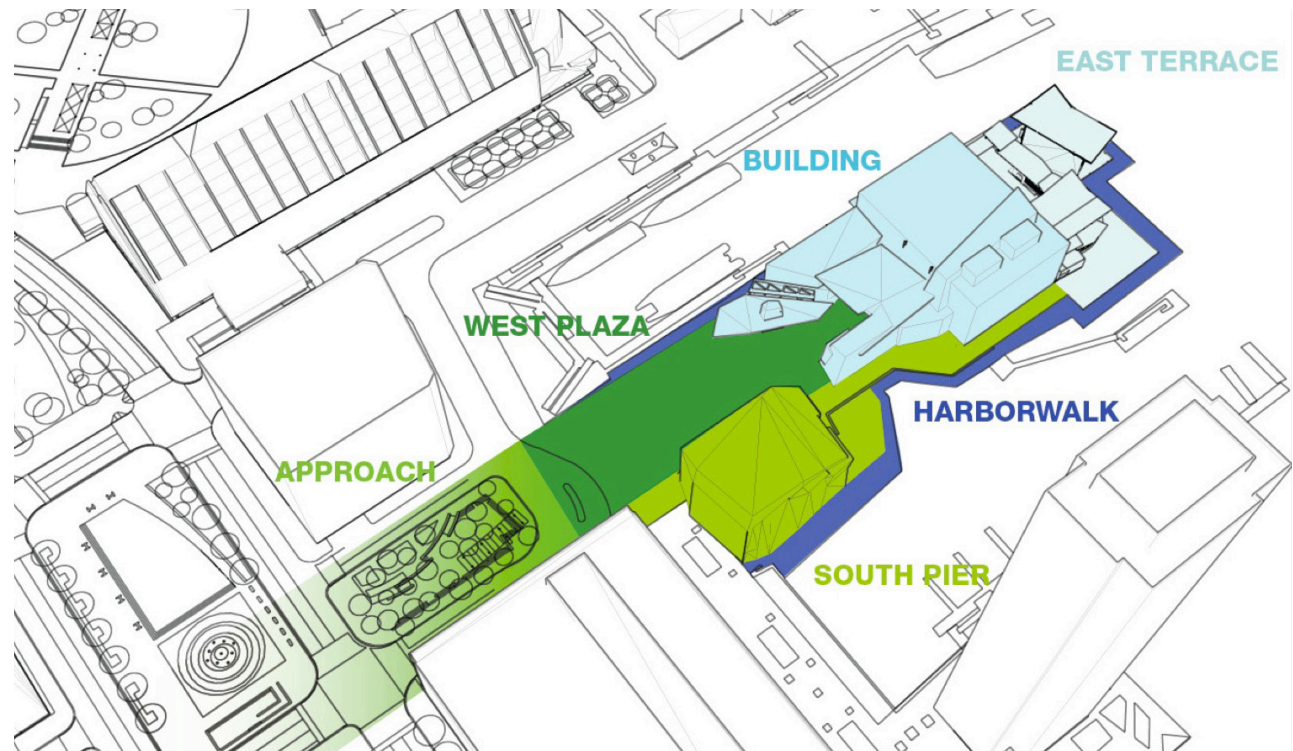 EAST TERRACE
BUILDING
WEST PLAZA
HARBORWALK
APPROACH
SOUTH PIER